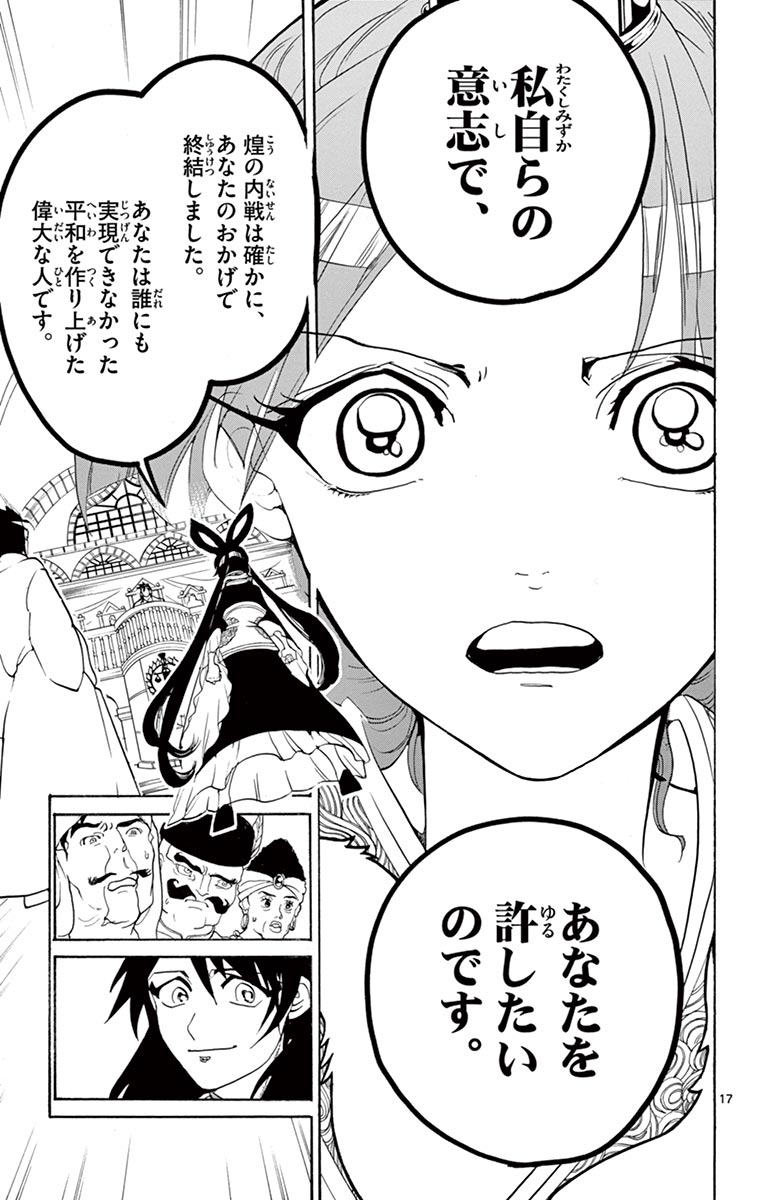 私自らの
意志で、
あなたを
許したい
のです。
煌の内戦は確かに、
あなたのおかげで
終結しました。
あなたは誰にも
実現できなかった
平和を作り上げた
偉大な人です。
17